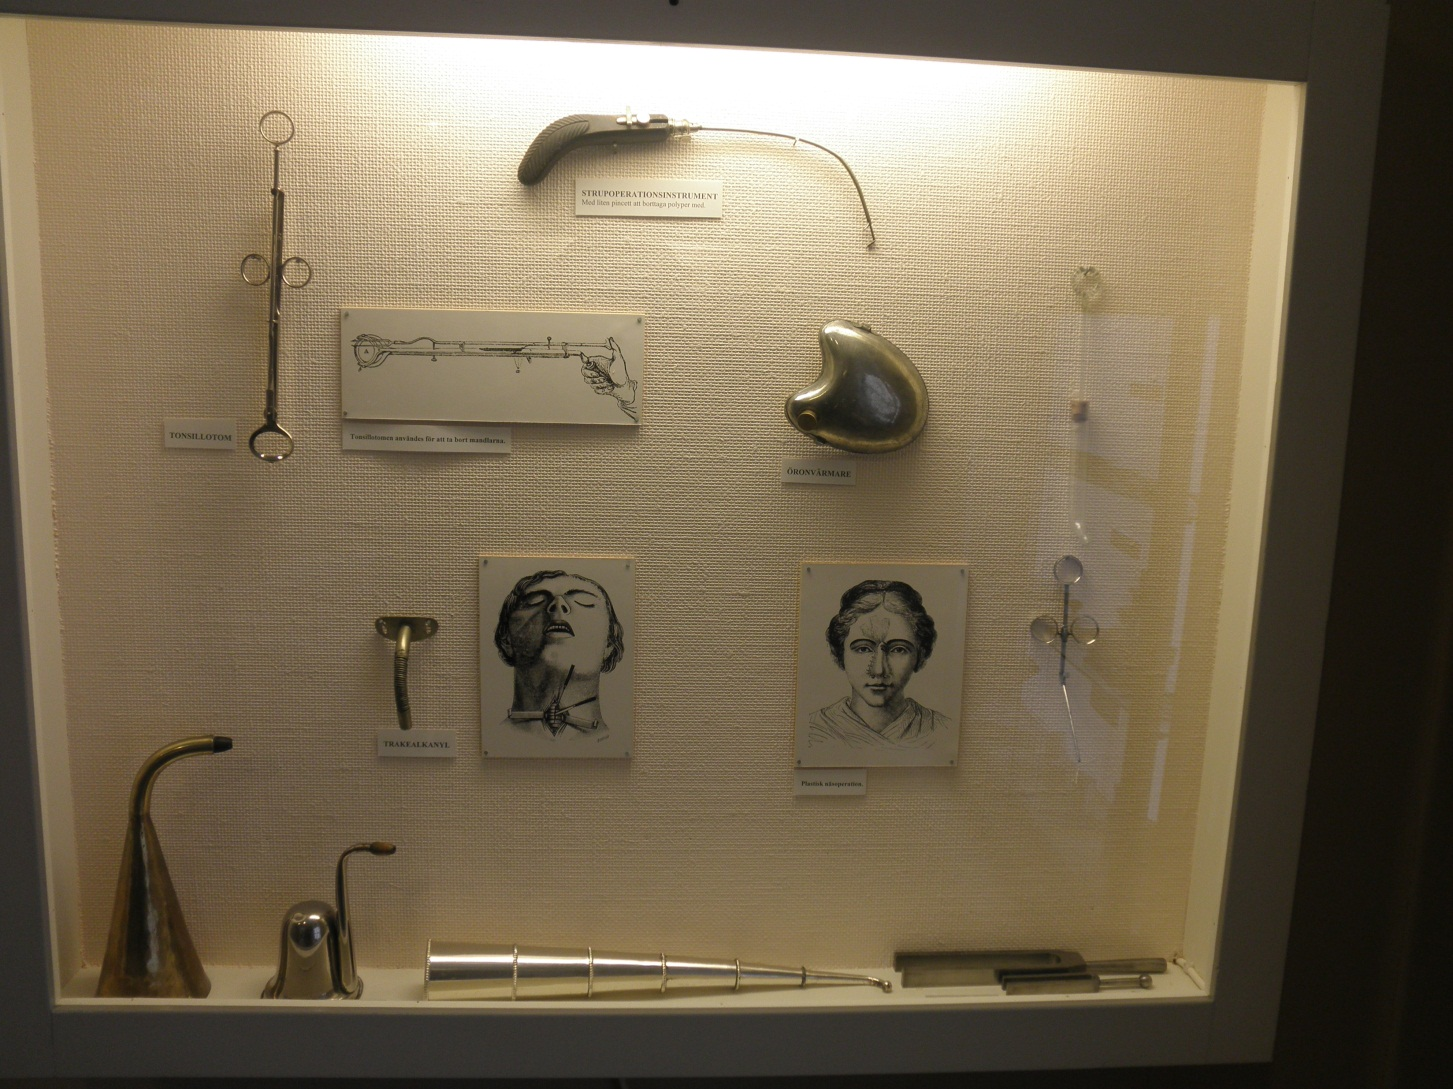 STRUPOPERATIONSINSTRUMENT
Med liten pincett att borttaga polyper med.
TONSILLOTOM
Tonsillotomen användes för att ta bort mandlarna.
ÖRONVÄRMARE
TRAKEALKANYL
Plastisk näsoperation.